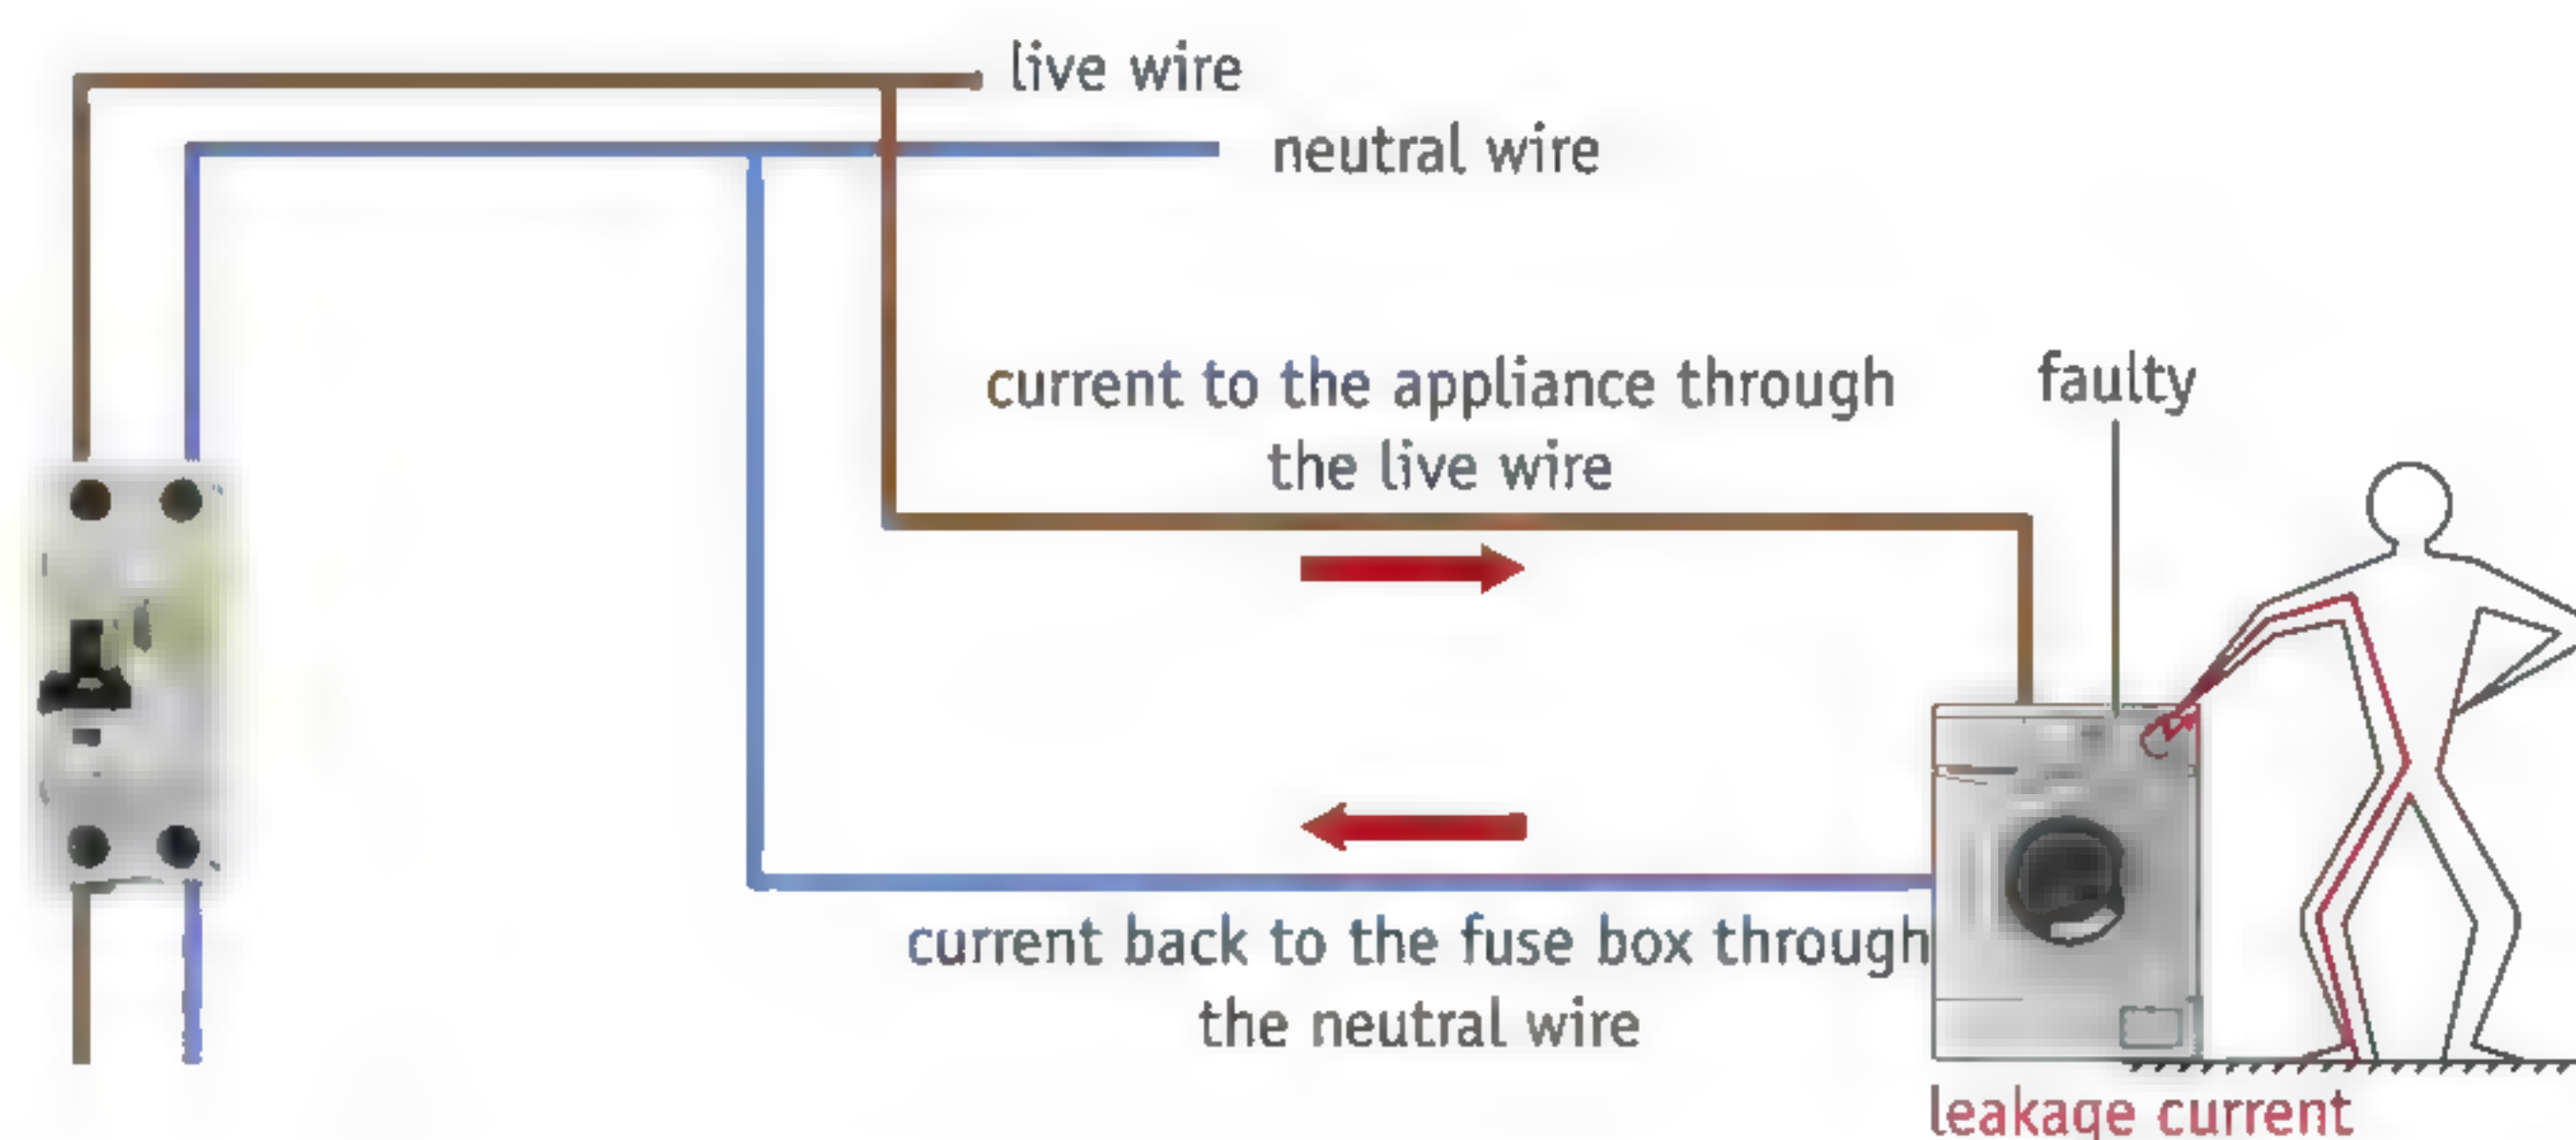 live wire
neutral wire
current to the appliance through
the live wire
faulty
current back to the fuse box through
the neutral wire
leakage current